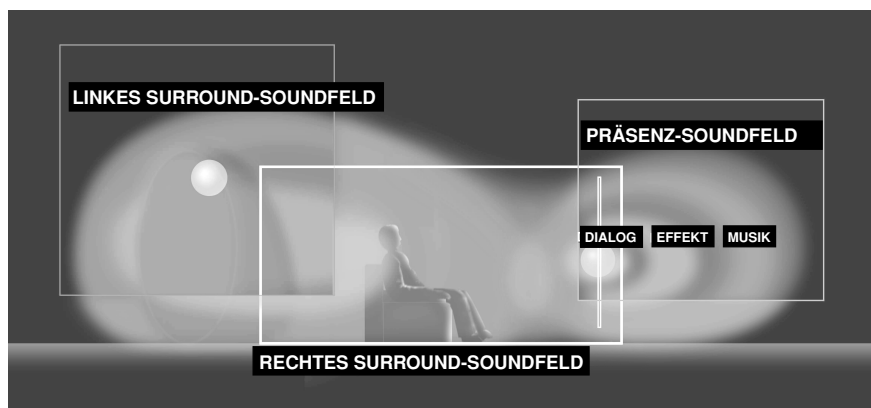 LINKES SURROUND-SOUNDFELD
PRÄSENZ-SOUNDFELD
DIALOG EFFEKT MUSIK
RECHTES SURROUND-SOUNDFELD